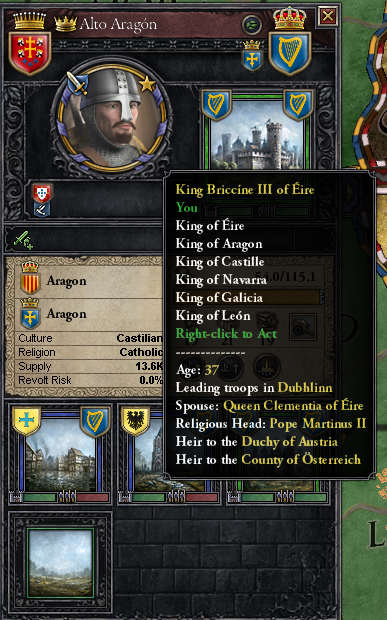 Alto Aragón
King Briccíne III of Éire
You
King of Éire
King of Aragon
King of Castille
King of Navarra
King of Galicia
King of León
Right-click to Act
--------------
Age: 37
Leading troops in Dubhlinn
Spouse: Queen Clementia of Éire
Religious Head: Pope Martinus II
Heir to the Duchy of Austria
Heir to the County of Österreich
Aragon
Aragon
Culture Castilian
Religion Catholic
Supply 13.6K
Revolt Risk 0.0%